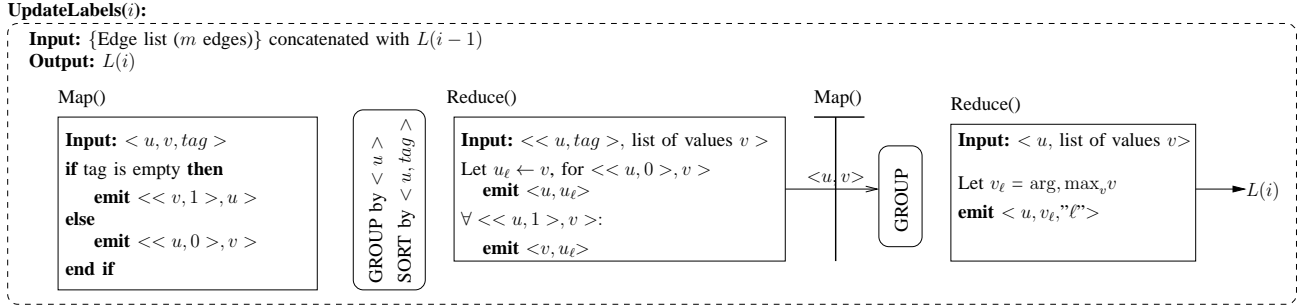 UpdateLabels(i):
Input: {Edge list (m edges)} concatenated with L(i − 1)
Output: L(i)
Map()
Input: < u, v, tag >
if tag is empty then
emit << v, 1 >, u >
else
emit << u, 0 >, v >
end if
GROUP by < u >
SORT by < u, tag >
Reduce()
Input: << u, tag >, list of values v >
Let uℓ ← v, for << u, 0 >, v >
emit <u, uℓ>
∀ << u, 1 >, v >:
emit <v, uℓ>
Map()
<u, v>
GROUP
Reduce()
Input: < u, list of values v>
Let vℓ = arg, maxᵥ v
emit < u, vℓ,”ℓ”>
L(i)